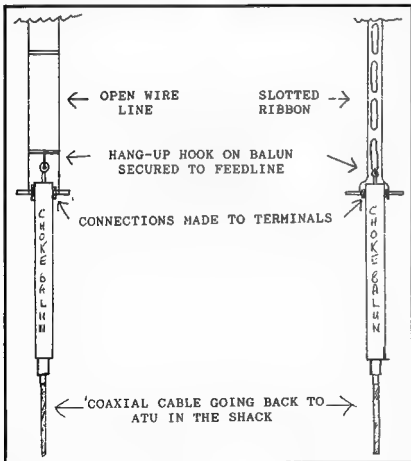 OPEN WIRE LINE
SLOTTED RIBBON
HANG-UP HOOK ON BALUN
SECURED TO FEEDLINE
CONNECTIONS MADE TO TERMINALS
CHOKE BALUN
CHOKE BALUN
COAXIAL CABLE GOING BACK TO
ATU IN THE SHACK